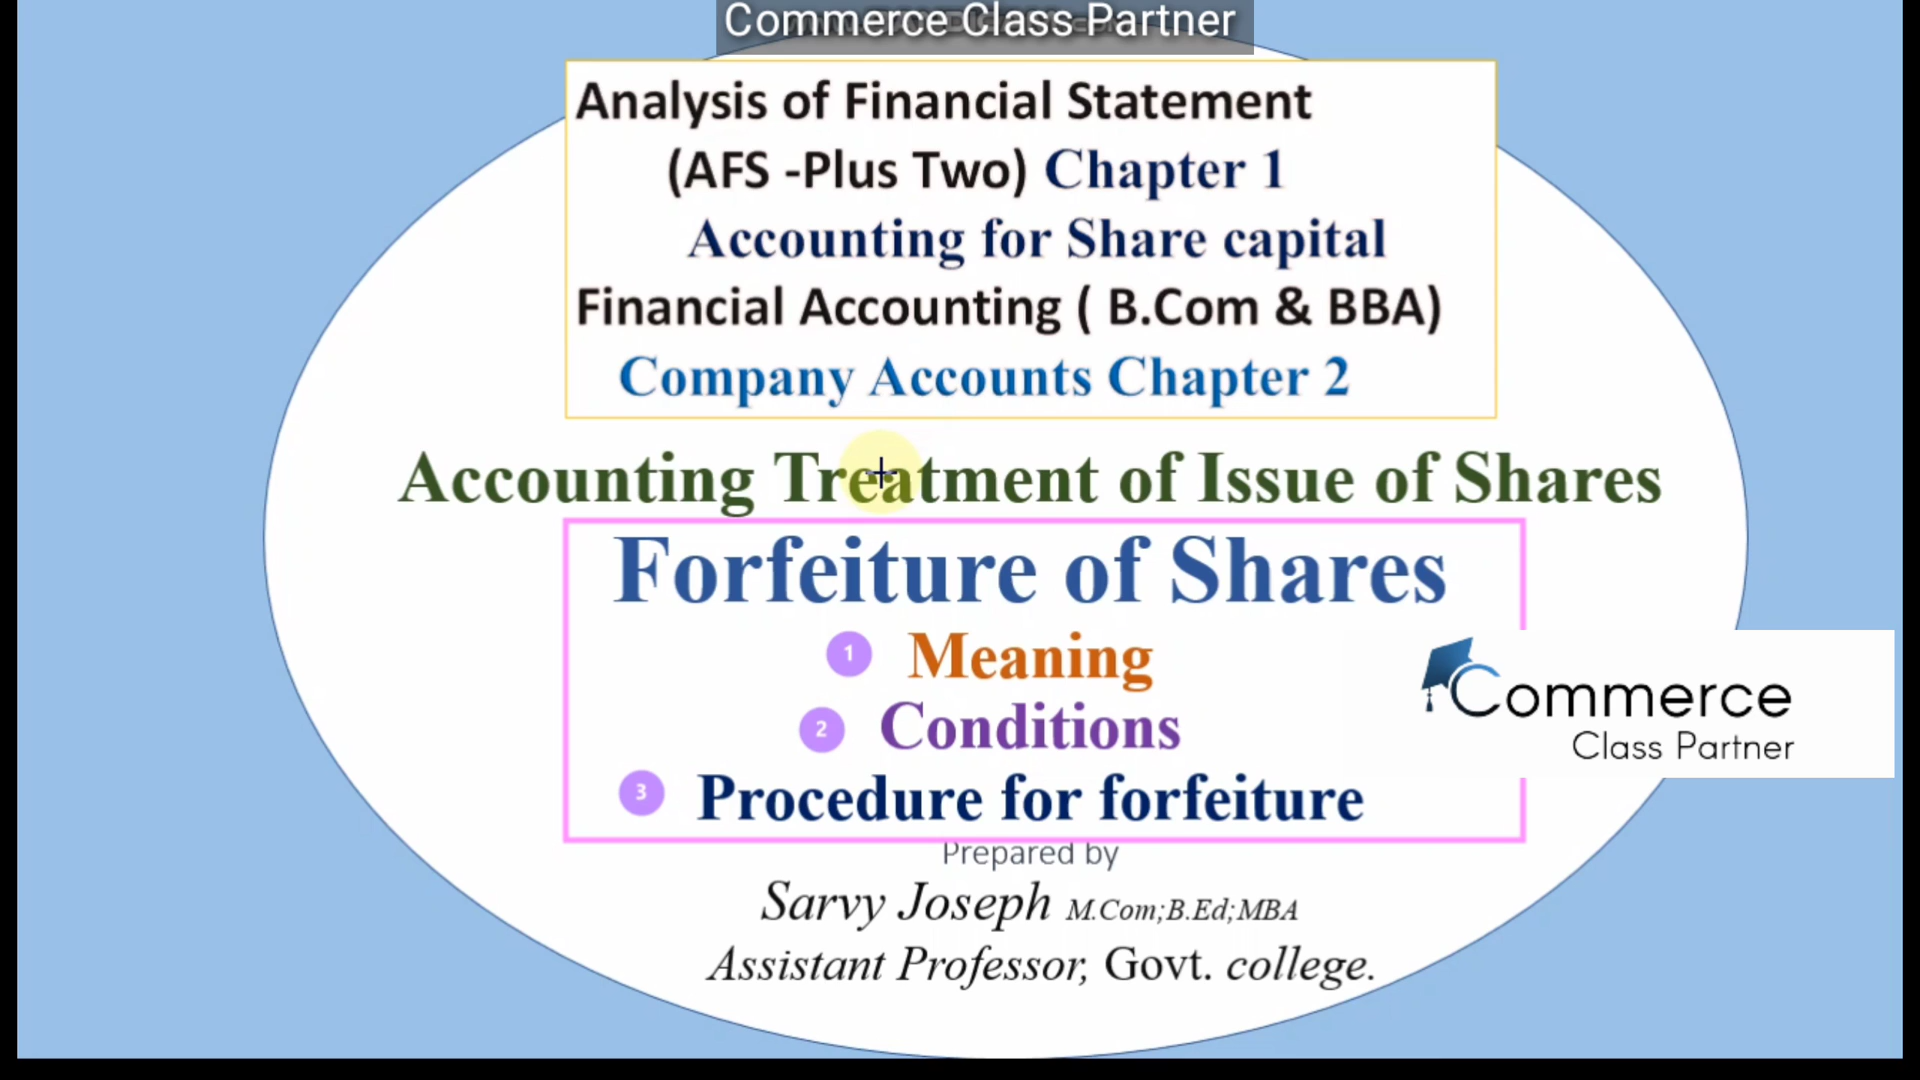 Commerce Class Partner
Analysis of Financial Statement
(AFS -Plus Two) Chapter 1
Accounting for Share capital
Financial Accounting ( B.Com & BBA)
Company Accounts Chapter 2
Accounting Treatment of Issue of Shares
Forfeiture of Shares
1 Meaning
2 Conditions
3 Procedure for forfeiture
Commerce
Class Partner
Prepared by
Sarvy Joseph M.Com;B.Ed;MBA
Assistant Professor, Govt. college.